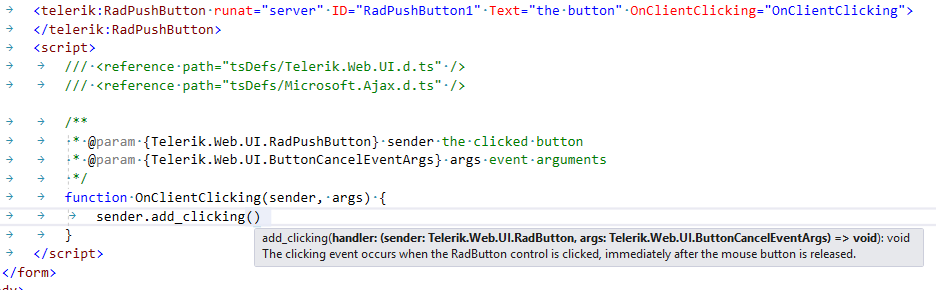 <telerik:RadPushButton runat="server" ID="RadPushButton1" Text="the button" OnClientClicking="OnClientClicking">
</telerik:RadPushButton>
<script>
/// <reference path="tsDefs/Telerik.Web.UI.d.ts" />
/// <reference path="tsDefs/Microsoft.Ajax.d.ts" />
/**
* @param {Telerik.Web.UI.RadPushButton} sender the clicked button
* @param {Telerik.Web.UI.ButtonCancelEventArgs} args event arguments
*/
function OnClientClicking(sender, args) {
sender.add_clicking()
add_clicking(handler: (sender: Telerik.Web.UI.RadButton, args: Telerik.Web.UI.ButtonCancelEventArgs) => void): void
The clicking event occurs when the RadButton control is clicked, immediately after the mouse button is released.
}
</script>
</form>